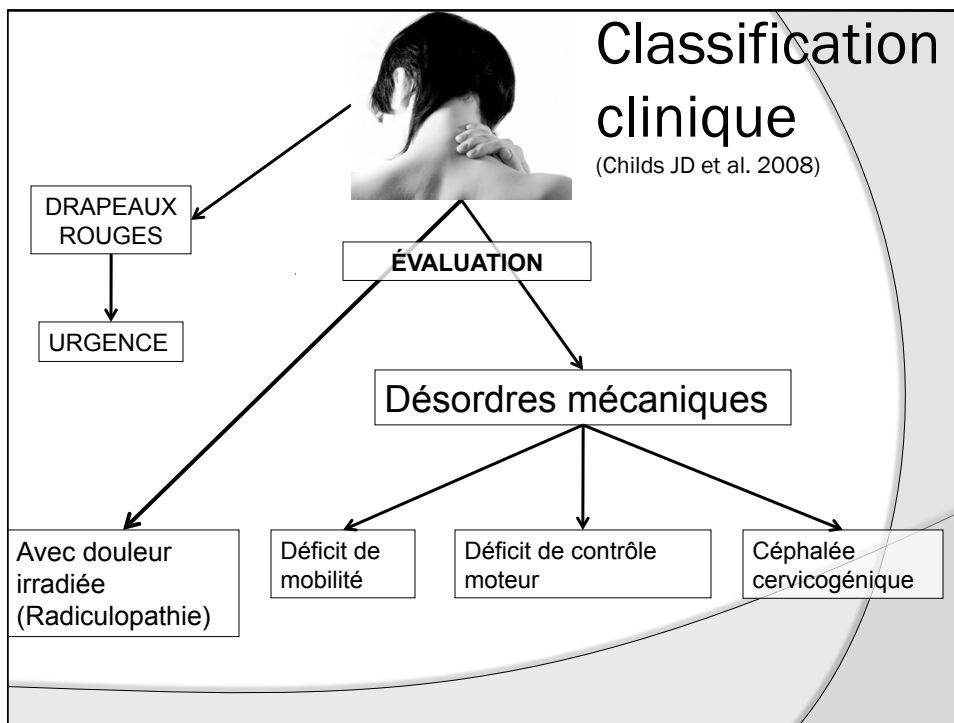 Classification
clinique
(Childs JD et al. 2008)
DRAPEAUX
ROUGES
ÉVALUATION
URGENCE
Désordres mécaniques
Avec douleur
irradiée
(Radiculopathie)
Déficit de
mobilité
Déficit de contrôle
moteur
Céphalée
cervicogénique